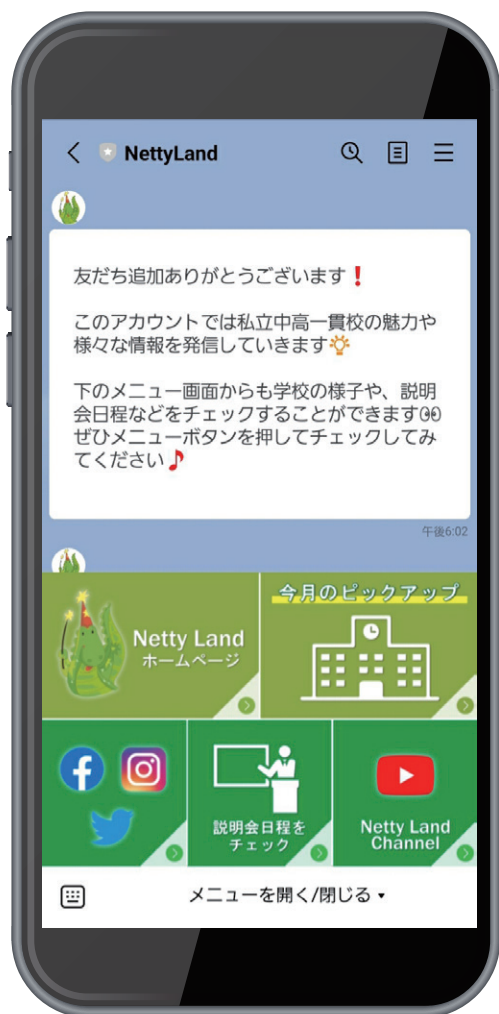 NettyLand
友だち追加ありがとうございます❗
このアカウントでは私立中高一貫校の魅力や
様々な情報を発信していきます💡
下のメニュー画面からも学校の様子や、説明
会日程などをチェックすることができます👀
ぜひメニューボタンを押してチェックしてみ
てください🎵
午後6:02
Netty Land
ホームページ
今月のピックアップ
説明会日程を
チェック
Netty Land
Channel
メニューを開く/閉じる ▾